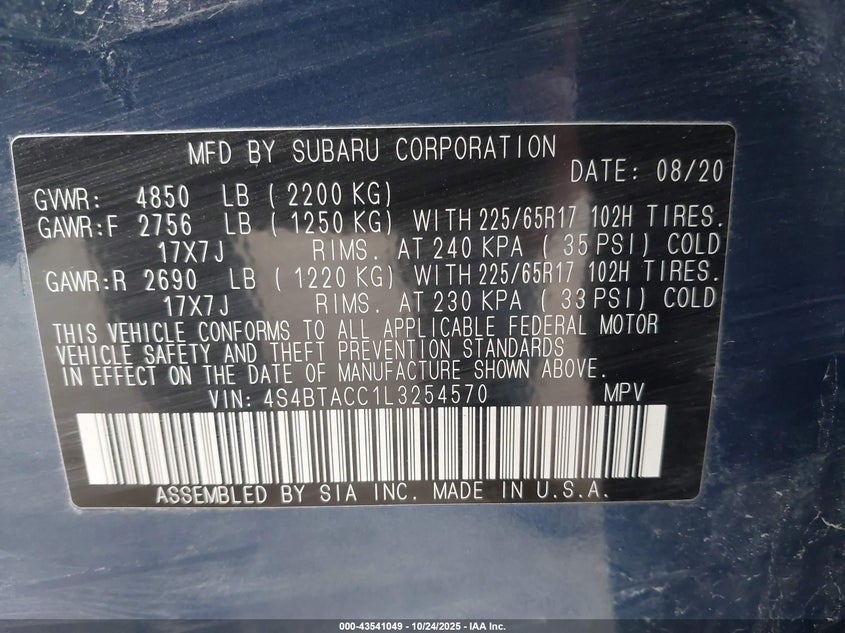 MFD BY SUBARU CORPORATION
DATE: 08/20
GVWR: 4850 LB ( 2200 KG)
GAWR:F 2756 LB ( 1250 KG) WITH 225/65R17 102H TIRES.
17X7J RIMS. AT 240 KPA ( 35 PSI) COLD
GAWR:R 2690 LB ( 1220 KG) WITH 225/65R17 102H TIRES.
17X7J RIMS. AT 230 KPA ( 33 PSI) COLD
THIS VEHICLE CONFORMS TO ALL APPLICABLE FEDERAL MOTOR
VEHICLE SAFETY AND THEFT PREVENTION STANDARDS
IN EFFECT ON THE DATE OF MANUFACTURE SHOWN ABOVE.
VIN: 4S4BTACC1L3254570 MPV
ASSEMBLED BY SIA INC. MADE IN U.S.A.
000-43541049 - 10/24/2025 - IAA Inc.